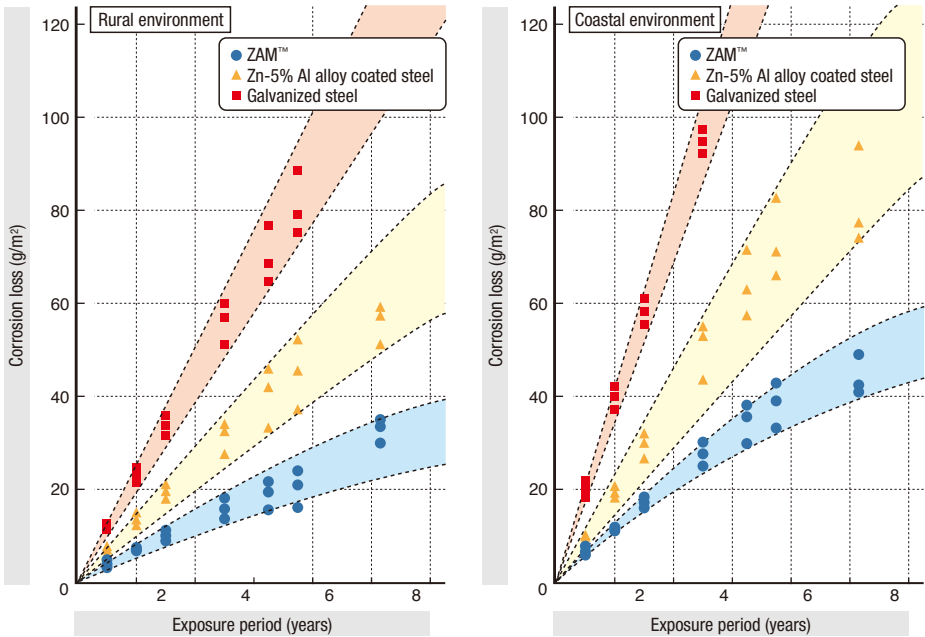 Rural environment
ZAM™
Zn-5% Al alloy coated steel
Galvanized steel
120
100
80
60
40
20
0
2
4
6
8
Corrosion loss (g/m²)
Exposure period (years)
Coastal environment
ZAM™
Zn-5% Al alloy coated steel
Galvanized steel
120
100
80
60
40
20
0
2
4
6
8
Corrosion loss (g/m²)
Exposure period (years)